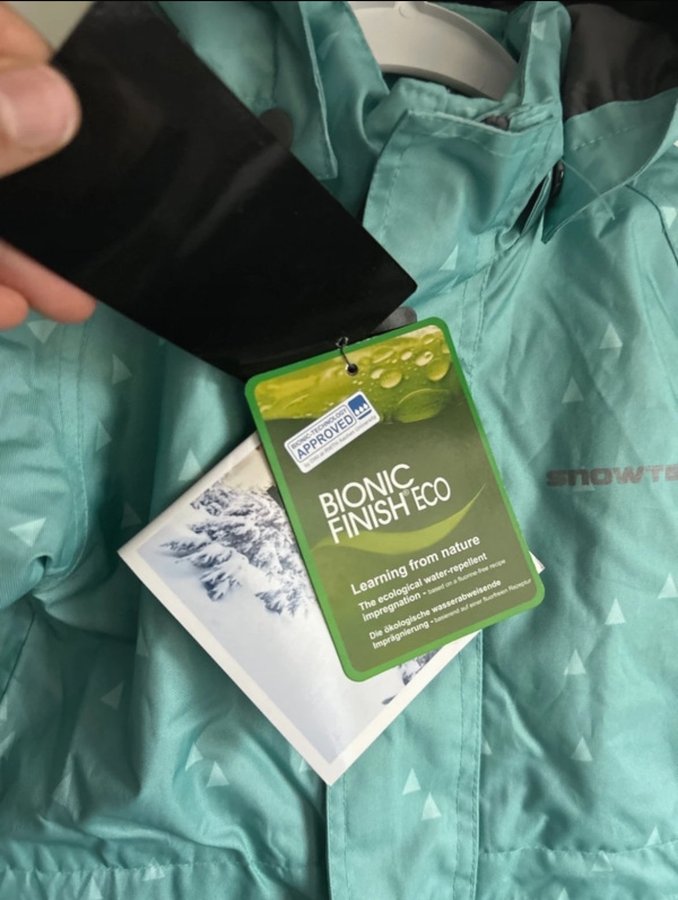 BIONIC-TECHNOLOGY
APPROVED
BIONIC
FINISH® ECO
Learning from nature
The ecological water-repellent
impregnation - based on a fluorine-free recipe
Die ökologische wasserabweisende
Imprägnierung - basierend auf einer fluorfreien Rezeptur
SNOWTE